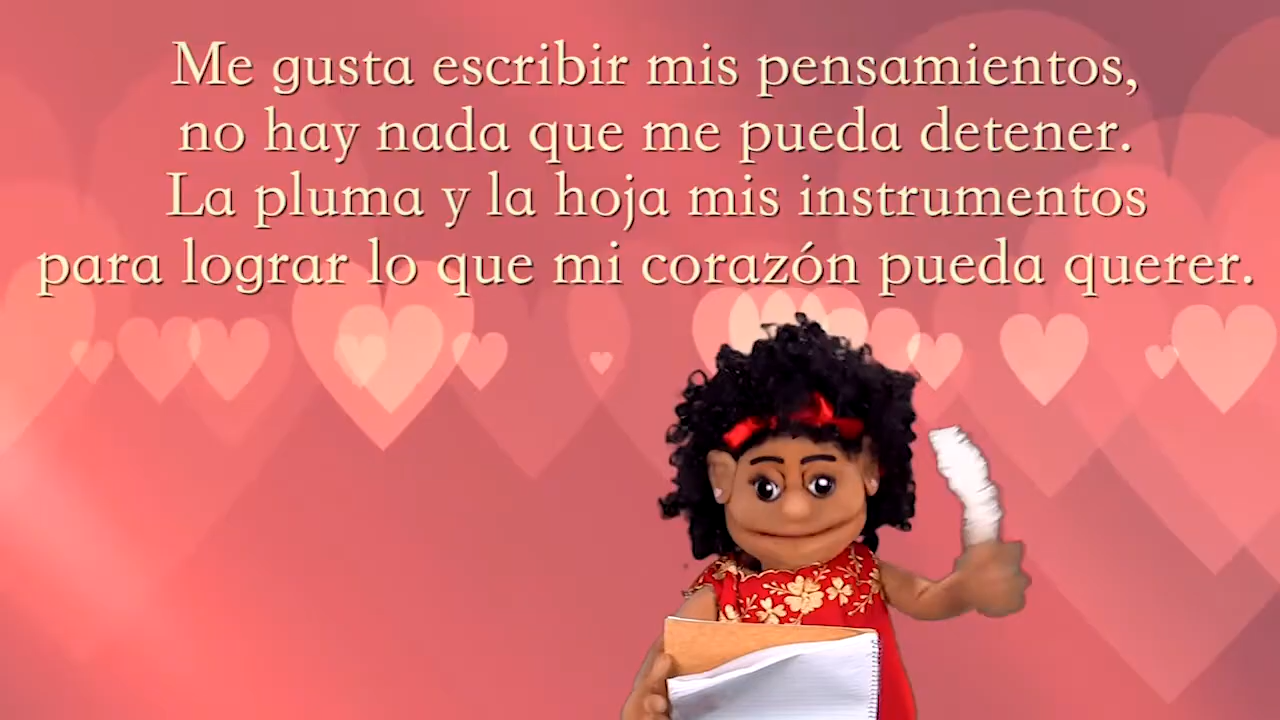 Me gusta escribir mis pensamientos,
no hay nada que me pueda detener.
La pluma y la hoja mis instrumentos
para lograr lo que mi corazón pueda querer.